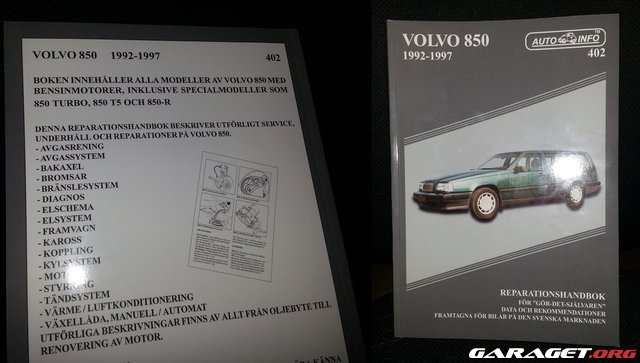 VOLVO 850 1992-1997 402
BOKEN INNEHÅLLER ALLA MODELLER AV VOLVO 850 MED
BENSINMOTORER, INKLUSIVE SPECIALMODELLER SOM
850 TURBO, 850 T5 OCH 850-R
DENNA REPARATIONSHANDBOK BESKRIVER UTFÖRLIGT SERVICE,
UNDERHÅLL OCH REPARATIONER PÅ VOLVO 850.
- AVGASRENING
- AVGASSYSTEM
- BAKAXEL
- BROMSAR
- BRÄNSLESYSTEM
- DIAGNOS
- ELSCHEMA
- ELSYSTEM
- FRAMVAGN
- KAROSS
- KOPPLING
- KYLSYSTEM
- MOTOR
- STYRNING
- TÄNDSYSTEM
- VÄRME / LUFTKONDITIONERING
- VÄXELLÅDA, MANUELL / AUTOMAT
UTFÖRLIGA BESKRIVNINGAR FINNS AV ALLT FRÅN OLJEBYTE TILL
RENOVERING AV MOTOR.
KÄNNA
VOLVO 850
1992-1997
AUTO INFO
TM
402
REPARATIONSHANDBOK
FÖR "GÖR-DET-SJÄLVAREN"
DATA OCH REKOMMENDATIONER
FRAMTAGNA FÖR BILAR PÅ DEN SVENSKA MARKNADEN
GARAGET.ORG